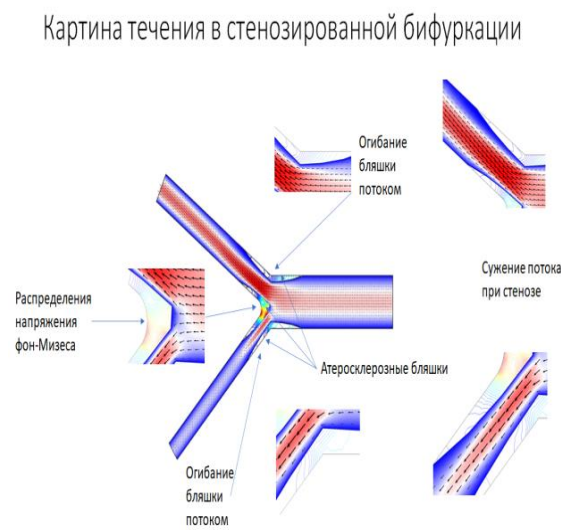 Картина течения в стенозированной бифуркации
Огибание
бляшки
потоком
Сужение потока
при стенозе
Распределения
напряжения
фон-Мизеса
Атеросклерозные бляшки
Огибание
бляшки
потоком